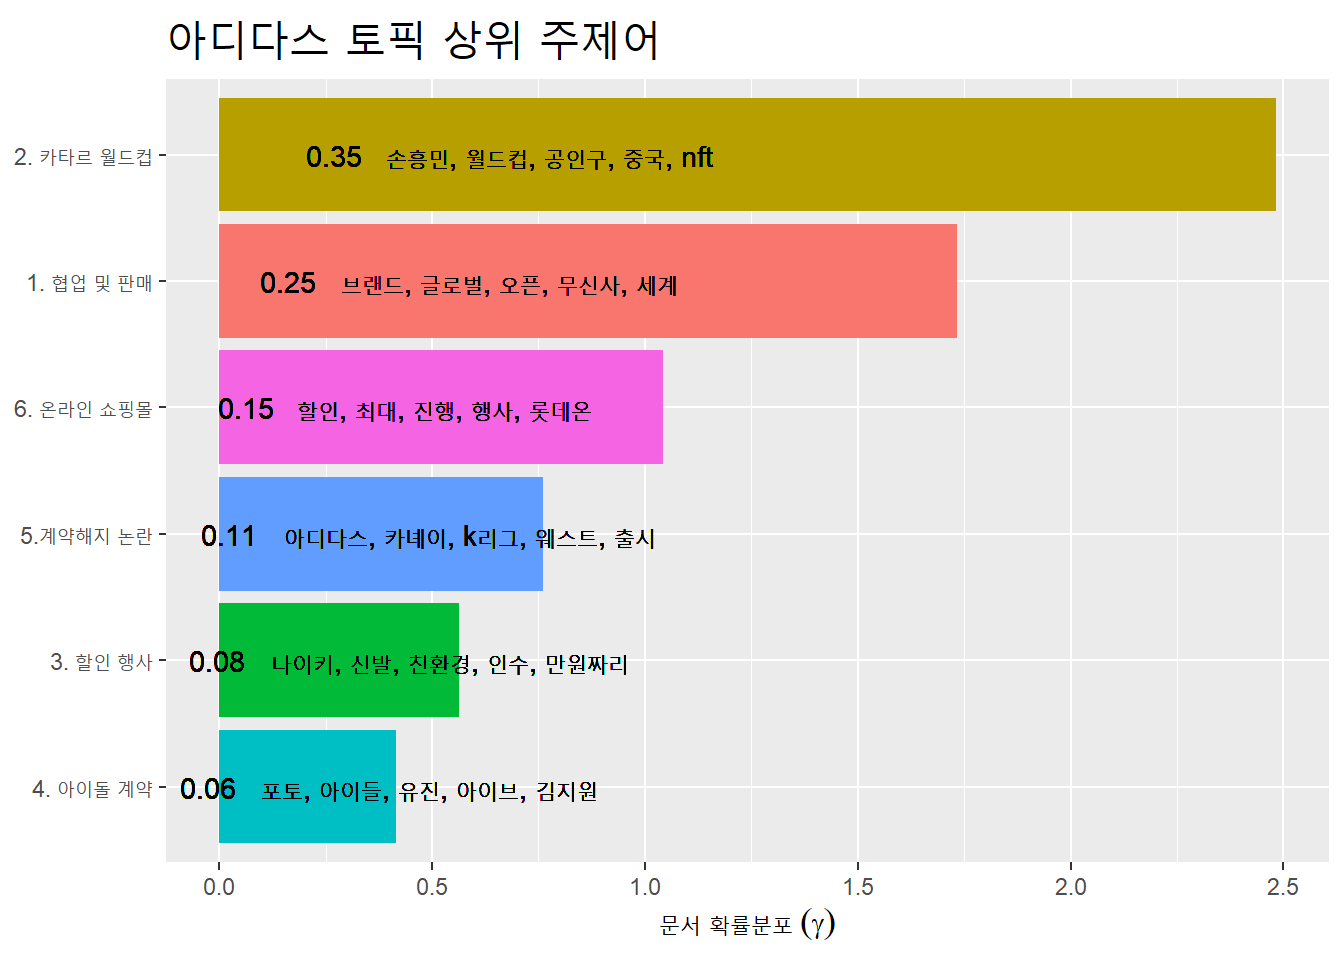 아디다스 토픽 상위 주제어
2. 카타르 월드컵
0.35 손흥민, 월드컵, 공인구, 중국, nft
1. 협업 및 판매
0.25 브랜드, 글로벌, 오픈, 무신사, 세계
6. 온라인 쇼핑몰
0.15 할인, 최대, 진행, 행사, 롯데온
5.계약해지 논란
0.11 아디다스, 카녜이, k리그, 웨스트, 출시
3. 할인 행사
0.08 나이키, 신발, 친환경, 인수, 만원짜리
4. 아이돌 계약
0.06 포토, 아이들, 유진, 아이브, 김지원
0.0 0.5 1.0 1.5 2.0 2.5
문서 확률분포 (γ)